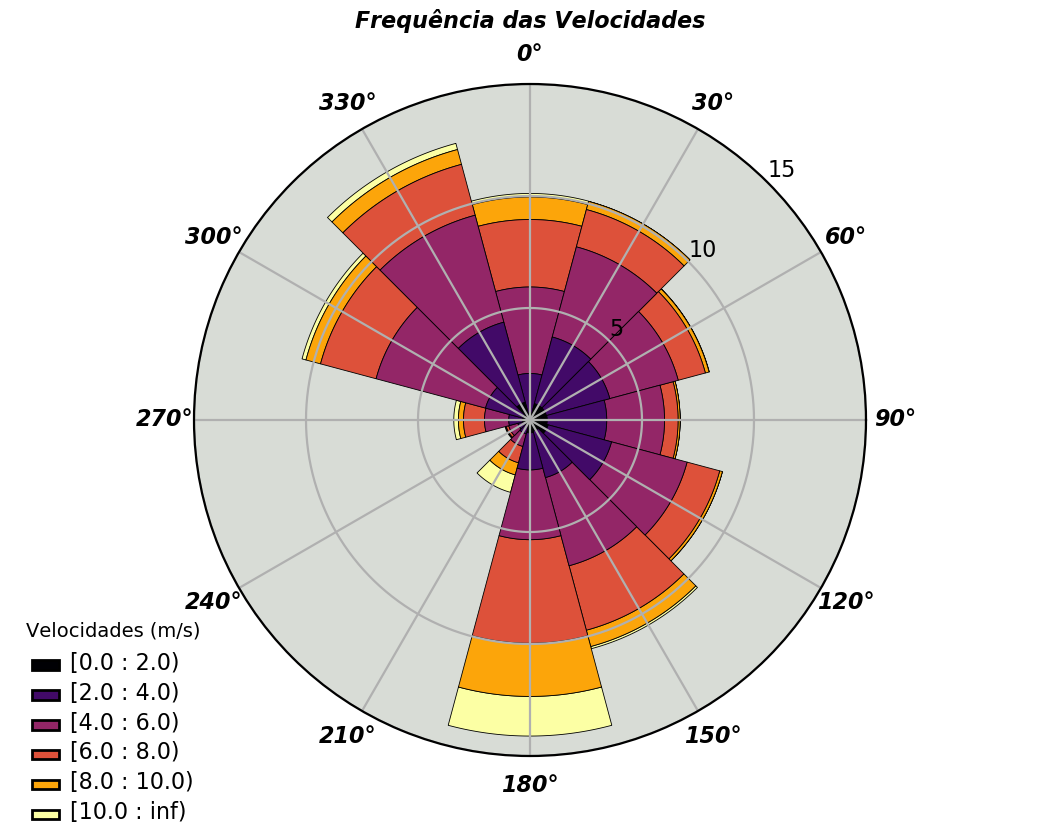 Frequência das Velocidades
0°
330°
30°
15
300°
60°
10
5
270°
90°
240°
120°
210°
150°
180°
Velocidades (m/s)
[0.0 : 2.0)
[2.0 : 4.0)
[4.0 : 6.0)
[6.0 : 8.0)
[8.0 : 10.0)
[10.0 : inf)